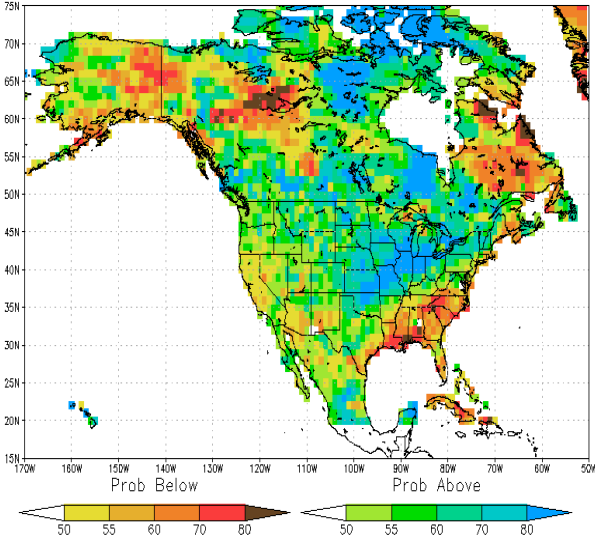 75N
70N
65N
60N
55N
50N
45N
40N
35N
30N
25N
20N
15N
170W 160W 150W 140W 130W 120W 110W 100W 90W 80W 70W 60W 50W
Prob Below Prob Above
50 55 60 70 80 50 55 60 70 80